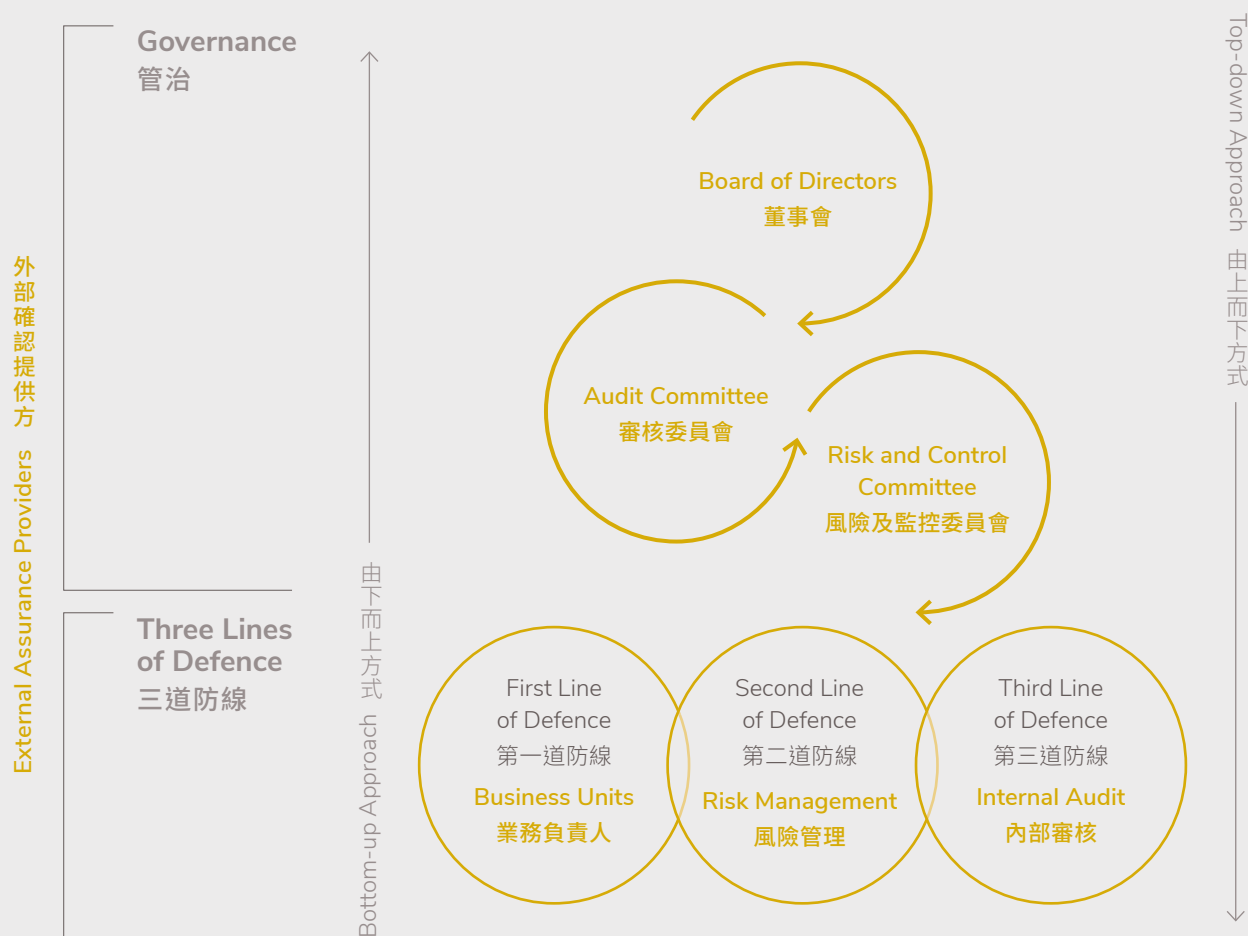 Governance
管治
Board of Directors
董事會
Audit Committee
審核委員會
Risk and Control
Committee
風險及監控委員會
Three Lines
of Defence
三道防線
First Line
of Defence
第一道防線
Business Units
業務負責人
Second Line
of Defence
第二道防線
Risk Management
風險管理
Third Line
of Defence
第三道防線
Internal Audit
內部審核
External Assurance Providers 外部確認提供方
Bottom-up Approach 由下而上方式
Top-down Approach 由上而下方式